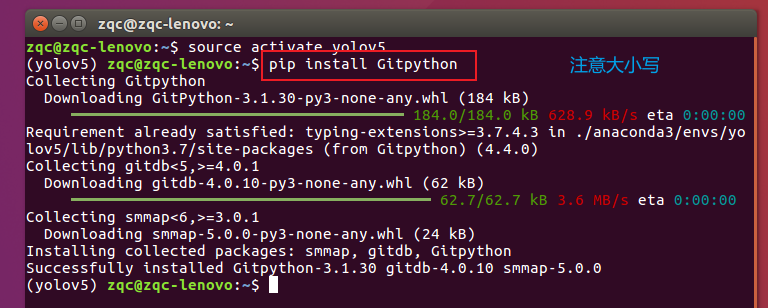 zqc@zqc-lenovo: ~
zqc@zqc-lenovo:~$ source activate yolov5
(yolov5) zqc@zqc-lenovo:~$ pip install Gitpython 注意大小写
Collecting Gitpython
  Downloading GitPython-3.1.30-py3-none-any.whl (184 kB)
184.0/184.0 kB 628.9 kB/s eta 0:00:00
Requirement already satisfied: typing-extensions>=3.7.4.3 in ./anaconda3/envs/yo
lov5/lib/python3.7/site-packages (from Gitpython) (4.4.0)
Collecting gitdb<5,>=4.0.1
  Downloading gitdb-4.0.10-py3-none-any.whl (62 kB)
62.7/62.7 kB 3.6 MB/s eta 0:00:00
Collecting smmap<6,>=3.0.1
  Downloading smmap-5.0.0-py3-none-any.whl (24 kB)
Installing collected packages: smmap, gitdb, Gitpython
Successfully installed Gitpython-3.1.30 gitdb-4.0.10 smmap-5.0.0
(yolov5) zqc@zqc-lenovo:~$